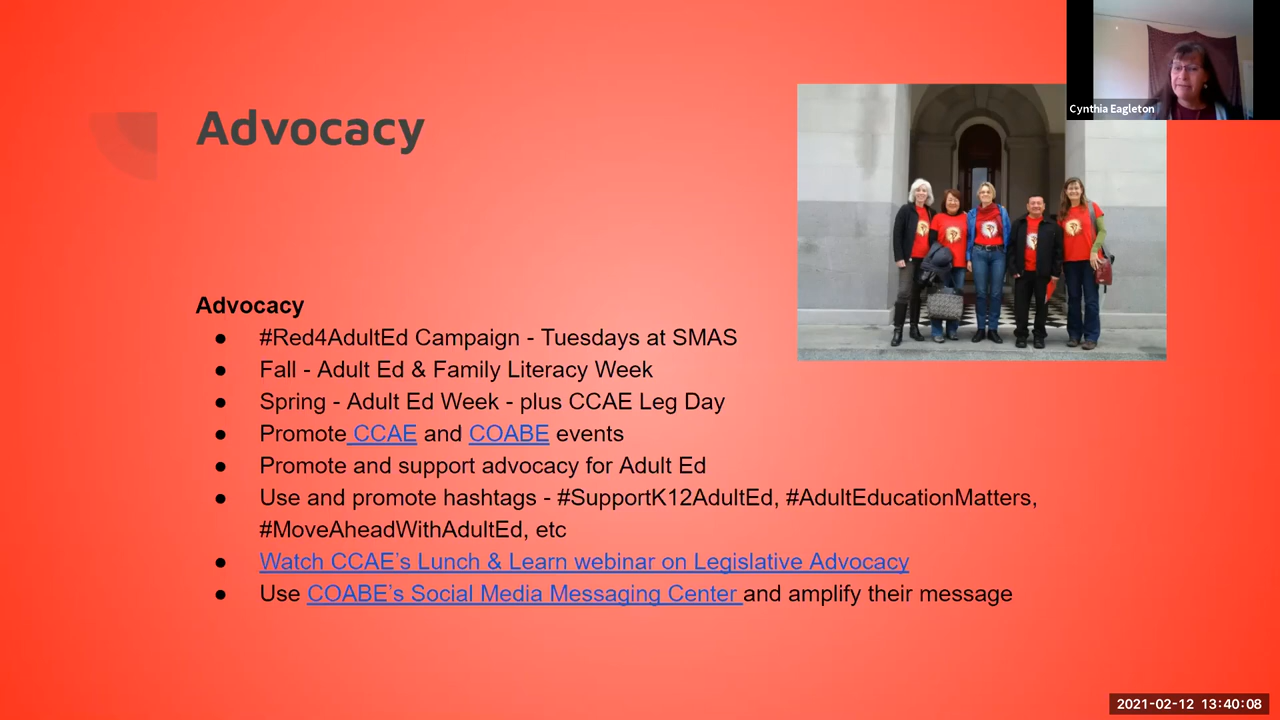 Cynthia Eagleton
Advocacy
Advocacy
● #Red4AdultEd Campaign - Tuesdays at SMAS
● Fall - Adult Ed & Family Literacy Week
● Spring - Adult Ed Week - plus CCAE Leg Day
● Promote CCAE and COABE events
● Promote and support advocacy for Adult Ed
● Use and promote hashtags - #SupportK12AdultEd, #AdultEducationMatters,
#MoveAheadWithAdultEd, etc
● Watch CCAE’s Lunch & Learn webinar on Legislative Advocacy
● Use COABE’s Social Media Messaging Center and amplify their message
2021-02-12 13:40:08